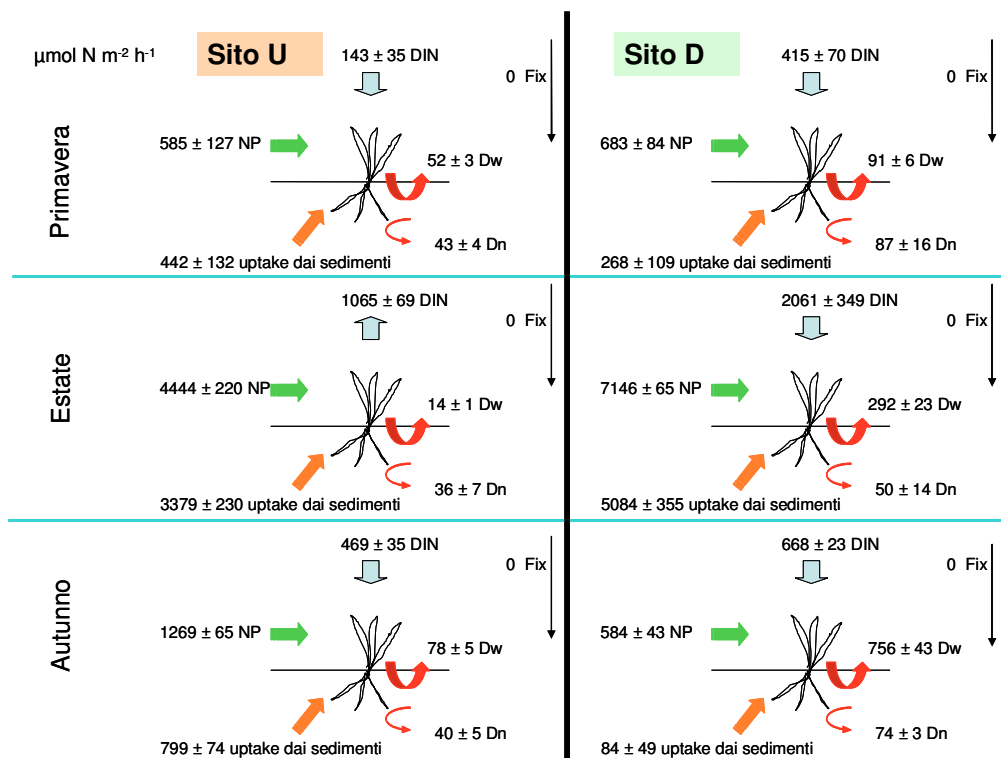 µmol N m⁻² h⁻¹
Sito U
143 ± 35 DIN
0 Fix
Sito D
415 ± 70 DIN
0 Fix
Primavera
585 ± 127 NP
52 ± 3 Dw
43 ± 4 Dn
442 ± 132 uptake dai sedimenti
683 ± 84 NP
91 ± 6 Dw
87 ± 16 Dn
268 ± 109 uptake dai sedimenti
Estate
1065 ± 69 DIN
0 Fix
4444 ± 220 NP
14 ± 1 Dw
36 ± 7 Dn
3379 ± 230 uptake dai sedimenti
2061 ± 349 DIN
0 Fix
7146 ± 65 NP
292 ± 23 Dw
50 ± 14 Dn
5084 ± 355 uptake dai sedimenti
Autunno
469 ± 35 DIN
0 Fix
1269 ± 65 NP
78 ± 5 Dw
40 ± 5 Dn
799 ± 74 uptake dai sedimenti
668 ± 23 DIN
0 Fix
584 ± 43 NP
756 ± 43 Dw
74 ± 3 Dn
84 ± 49 uptake dai sedimenti